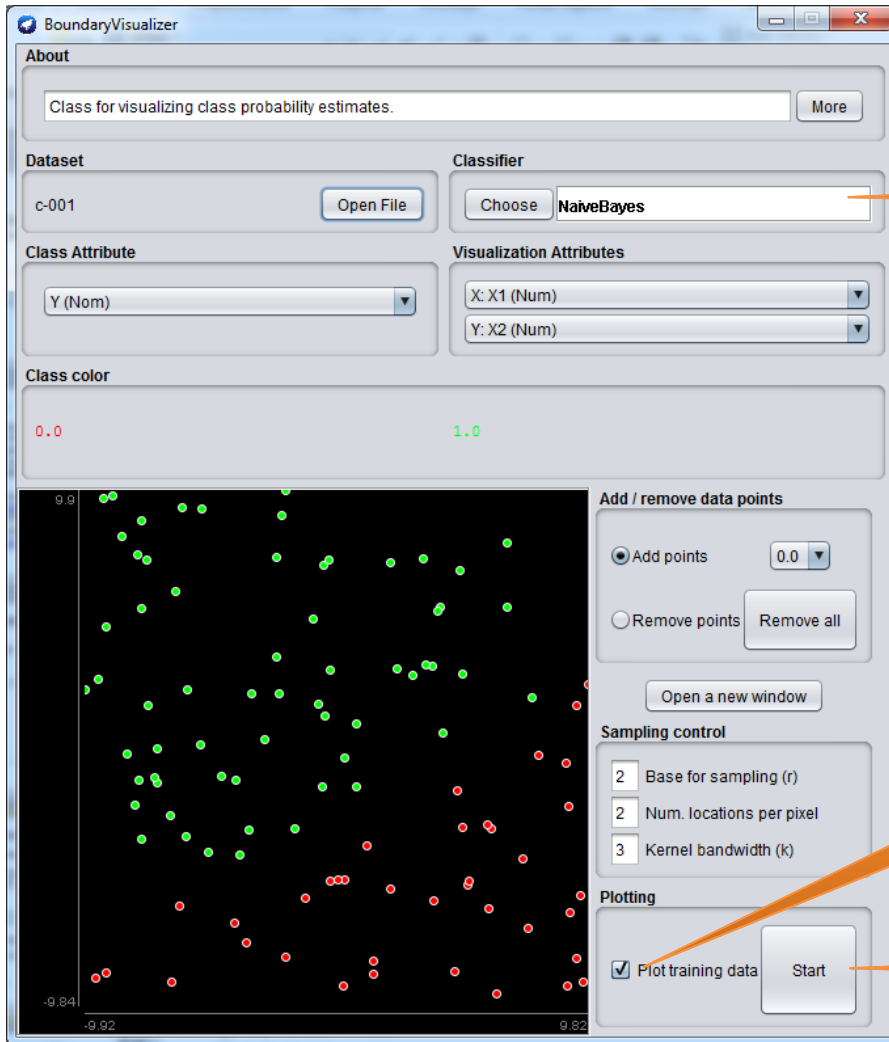 BoundaryVisualizer
About
Class for visualizing class probability estimates.
More
Dataset
Classifier
c-001
Open File
Choose
NaiveBayes
Class Attribute
Visualization Attributes
Y (Nom)
X: X1 (Num)
Y: X2 (Num)
Class color
0.0
1.0
9.9
-9.84
-9.92
9.82
Add / remove data points
Add points
0.0
Remove points
Remove all
Open a new window
Sampling control
2 Base for sampling (r)
2 Num. locations per pixel
3 Kernel bandwidth (k)
Plotting
Plot training data
Start